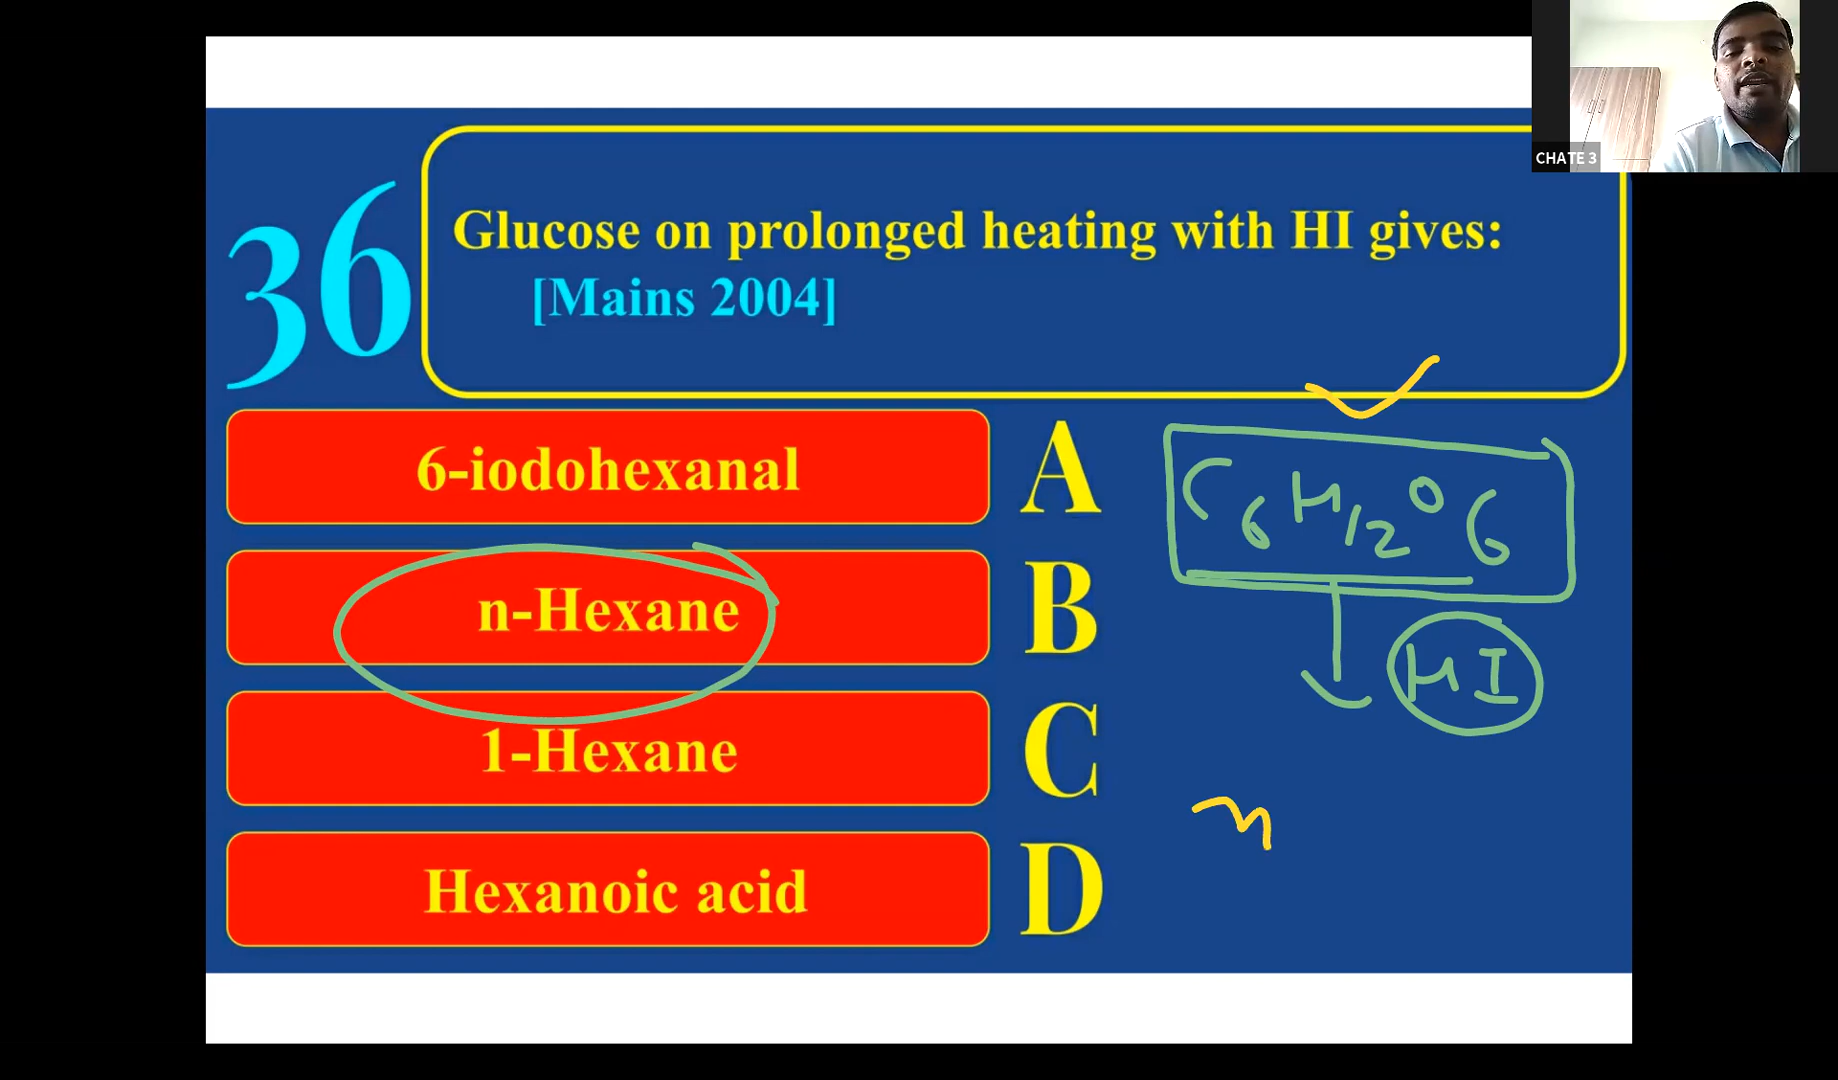 CHATE 3
36
Glucose on prolonged heating with HI gives:
[Mains 2004]
6-iodohexanal
A
n-Hexane
B
1-Hexane
C
Hexanoic acid
D
C6H12O6
HI
n